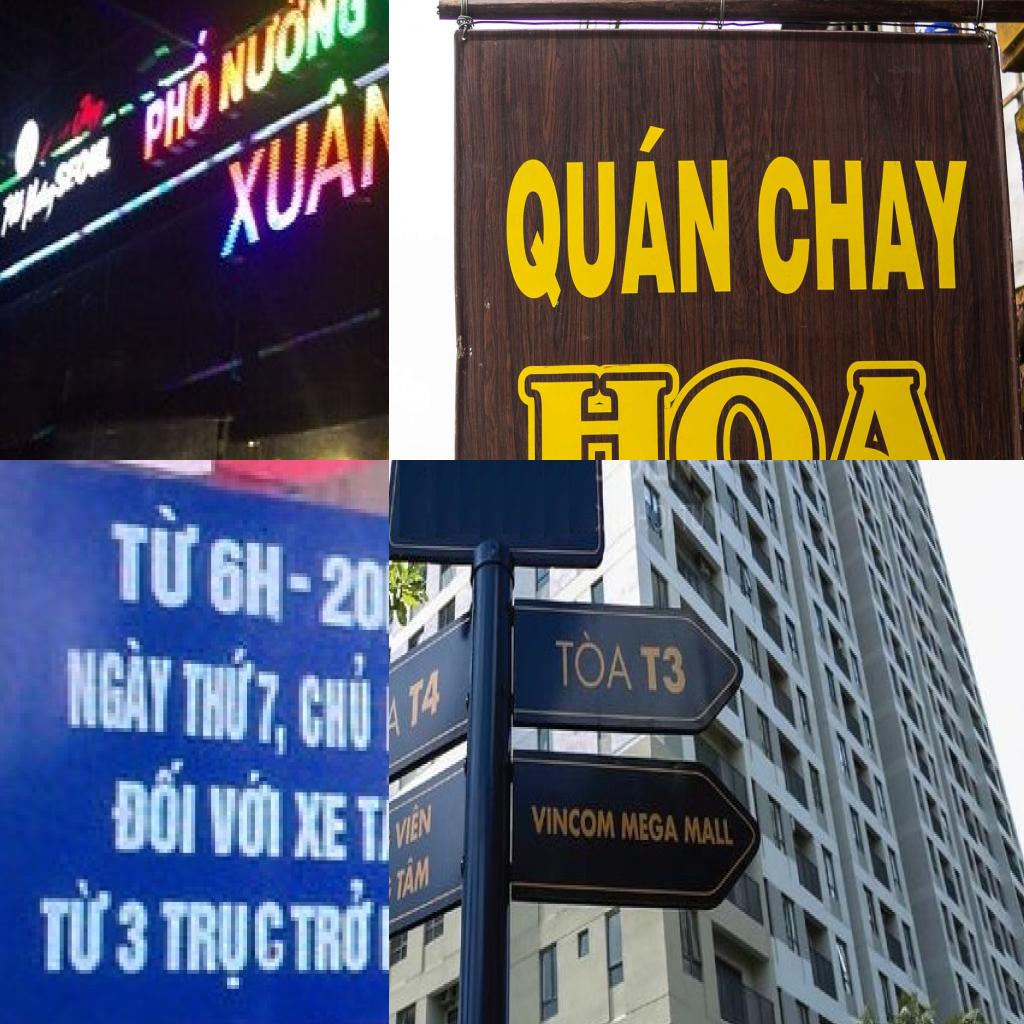 PHỐ NƯỚNG
SEOUL
XUÂN
QUÁN CHAY
HOA
TỪ 6H - 20
NGÀY THỨ 7, CHỦ
ĐỐI VỚI XE
TỪ 3 TRỤC TRỞ
TÒA T3
T4
VINCOM MEGA MALL
VIÊN
TÂM